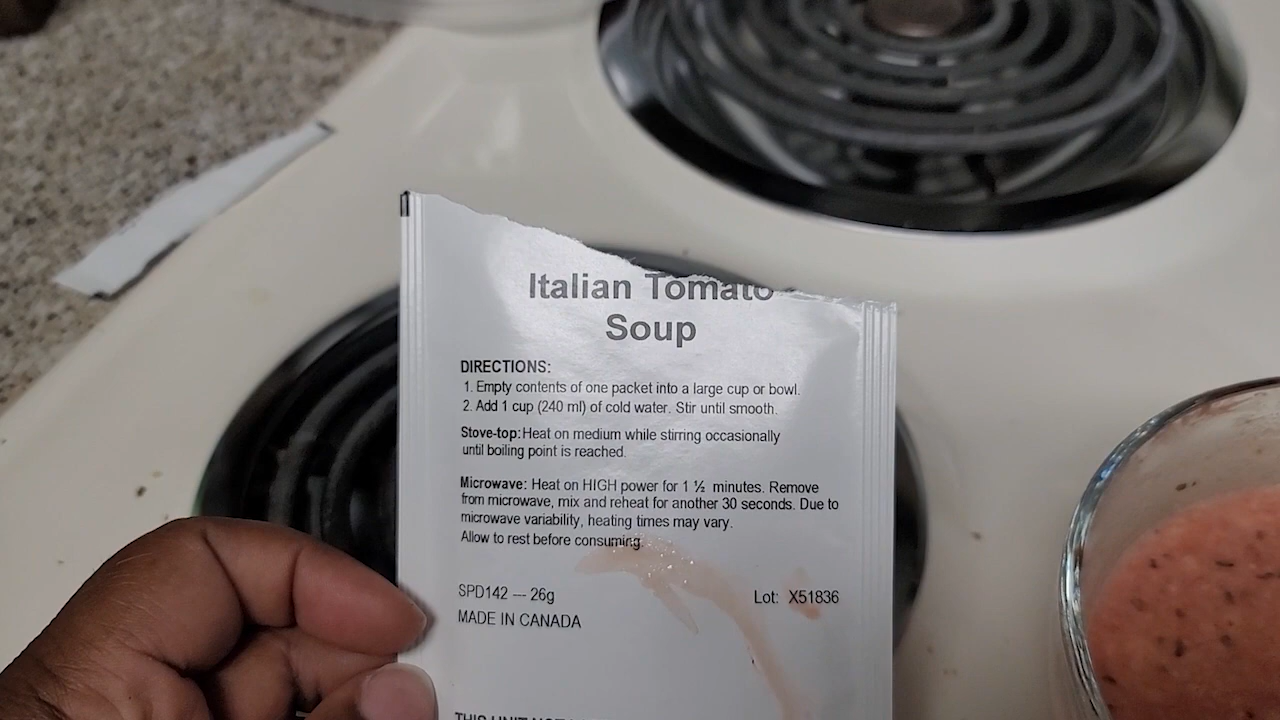 Italian Tomato
Soup
DIRECTIONS:
1. Empty contents of one packet into a large cup or bowl.
2. Add 1 cup (240 ml) of cold water. Stir until smooth.
Stove-top: Heat on medium while stirring occasionally
until boiling point is reached.
Microwave: Heat on HIGH power for 1 ½ minutes. Remove
from microwave, mix and reheat for another 30 seconds. Due to
microwave variability, heating times may vary.
Allow to rest before consuming.
SPD142 — 26g
Lot: X51836
MADE IN CANADA
THIS UNIT NOT